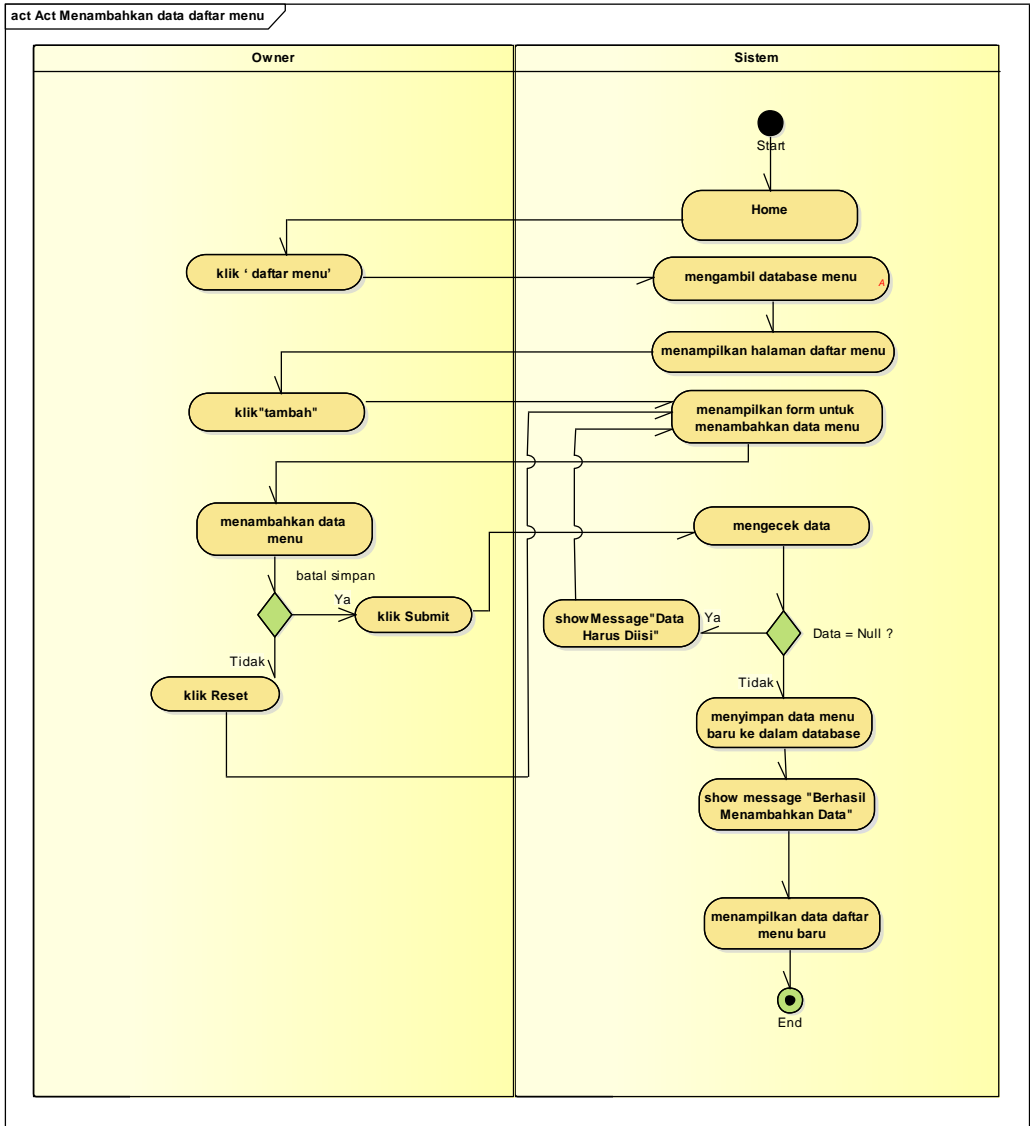 act Act Menambahkan data daftar menu
Owner
Sistem
Start
Home
klik ‘ daftar menu’
mengambil database menu
A
menampilkan halaman daftar menu
klik"tambah"
menampilkan form untuk
menambahkan data menu
menambahkan data
menu
mengecek data
batal simpan
Ya
klik Submit
showMessage"Data
Harus Diisi"
Ya
Data = Null ?
Tidak
klik Reset
Tidak
menyimpan data menu
baru ke dalam database
show message "Berhasil
Menambahkan Data"
menampilkan data daftar
menu baru
End